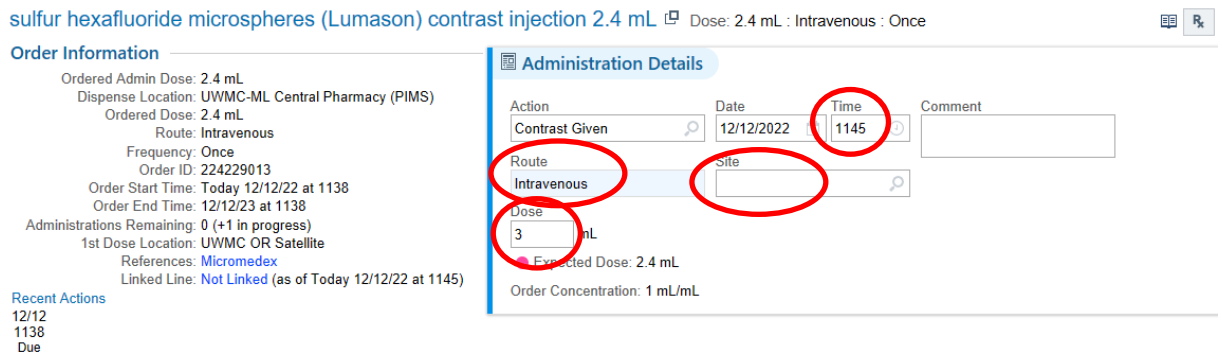 sulfur hexafluoride microspheres (Lumason) contrast injection 2.4 mL Dose: 2.4 mL : Intravenous : Once
Order Information
Ordered Admin Dose: 2.4 mL
Dispense Location: UWMC-ML Central Pharmacy (PIMS)
Ordered Dose: 2.4 mL
Route: Intravenous
Frequency: Once
Order ID: 224229013
Order Start Time: Today 12/12/22 at 1138
Order End Time: 12/12/23 at 1138
Administrations Remaining: 0 (+1 in progress)
1st Dose Location: UWMC OR Satellite
References: Micromedex
Linked Line: Not Linked (as of Today 12/12/22 at 1145)
Recent Actions
12/12
1138
Due
Administration Details
Action Date Time Comment
Contrast Given 12/12/2022 1145
Route Site
Intravenous
Dose
3 mL
Expected Dose: 2.4 mL
Order Concentration: 1 mL/mL